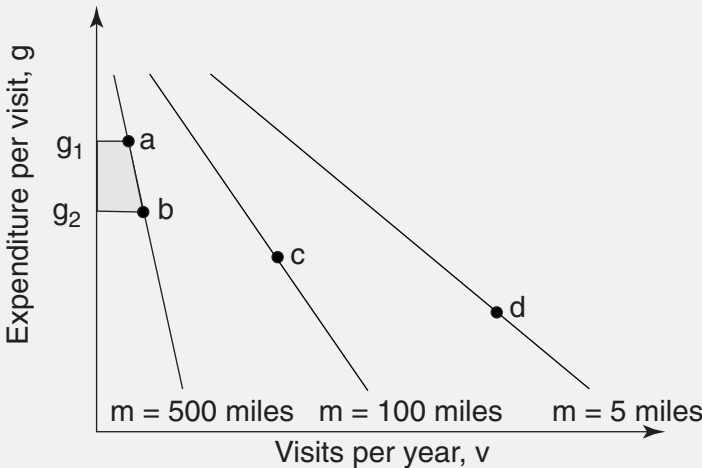 Expenditure per visit, g
g1
a
g2
b
c
d
m = 500 miles
m = 100 miles
m = 5 miles
Visits per year, v